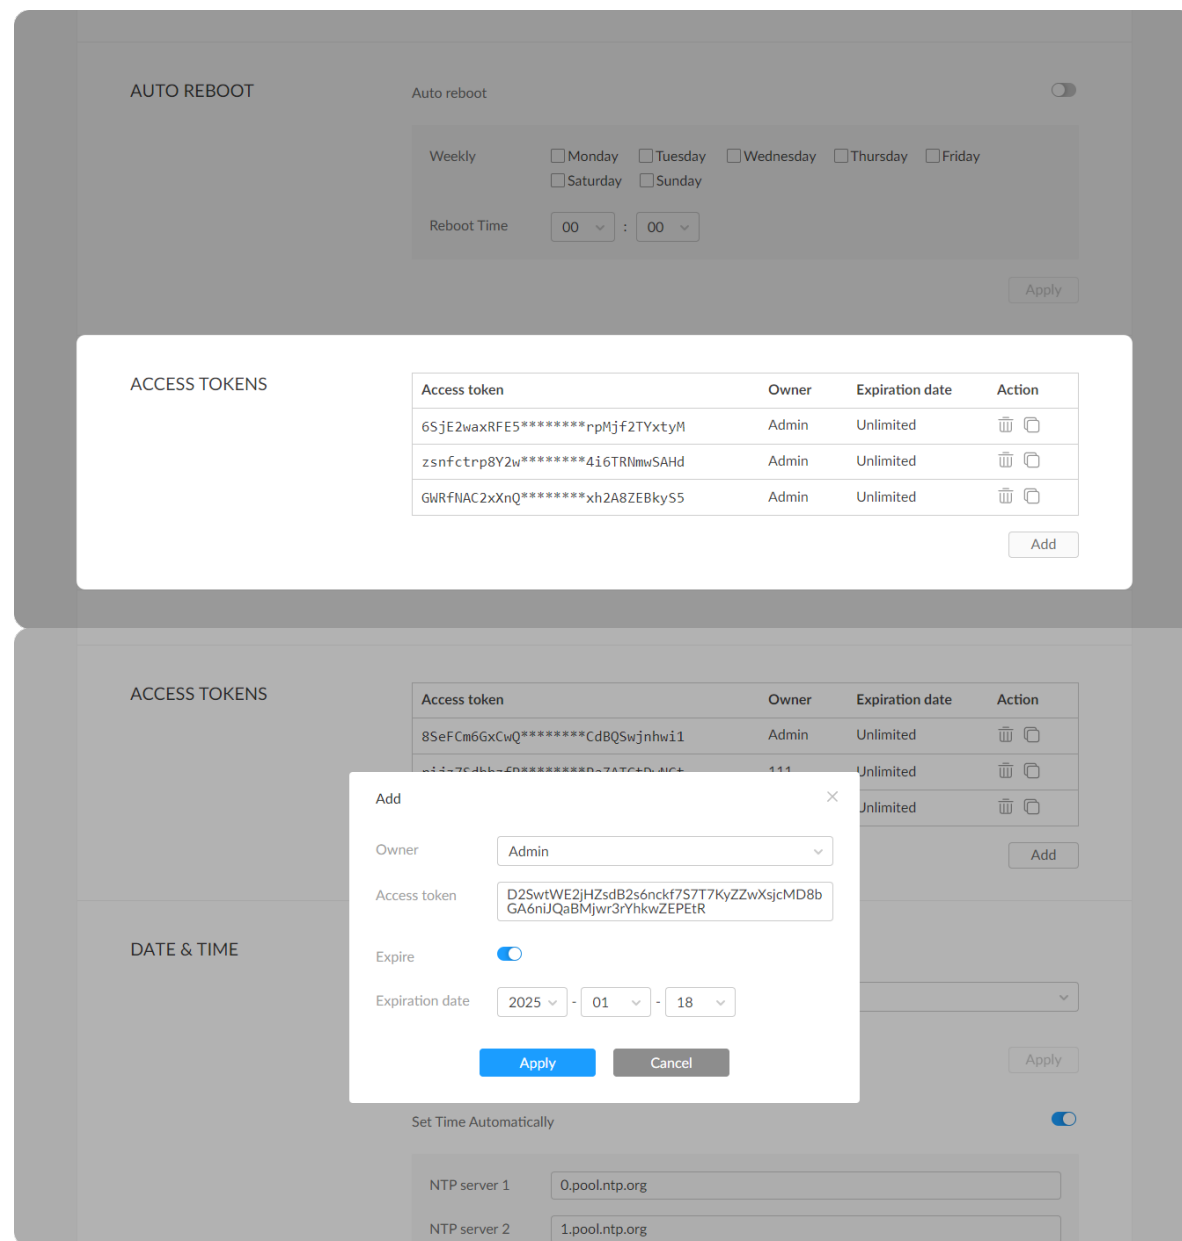 AUTO REBOOT
Auto reboot
Weekly Monday Tuesday Wednesday Thursday Friday
Saturday Sunday
Reboot Time 00 : 00
Apply
ACCESS TOKENS
Access token Owner Expiration date Action
6SjE2waxRFE5********rpMjf2TYxtyM Admin Unlimited
zsnfctrp8Y2w********4i6TRNmwSAHd Admin Unlimited
GWRfNAC2xXnQ********xh2A8ZEBkyS5 Admin Unlimited
Add
ACCESS TOKENS
Access token Owner Expiration date Action
8SeFCm6GxCwQ********CdBQSwjnhwi1 Admin Unlimited
111 Unlimited
Unlimited
Add
Add
Owner Admin
Access token D2SwtWE2jHZsdB2s6nckf7S7T7KyZZwXsjcMD8b
GA6niJQaBMjwr3rYhkwZEPEtR
Expire
Expiration date 2025 - 01 - 18
Apply Cancel
DATE & TIME
Apply
Set Time Automatically
NTP server 1 0.pool.ntp.org
NTP server 2 1.pool.ntp.org